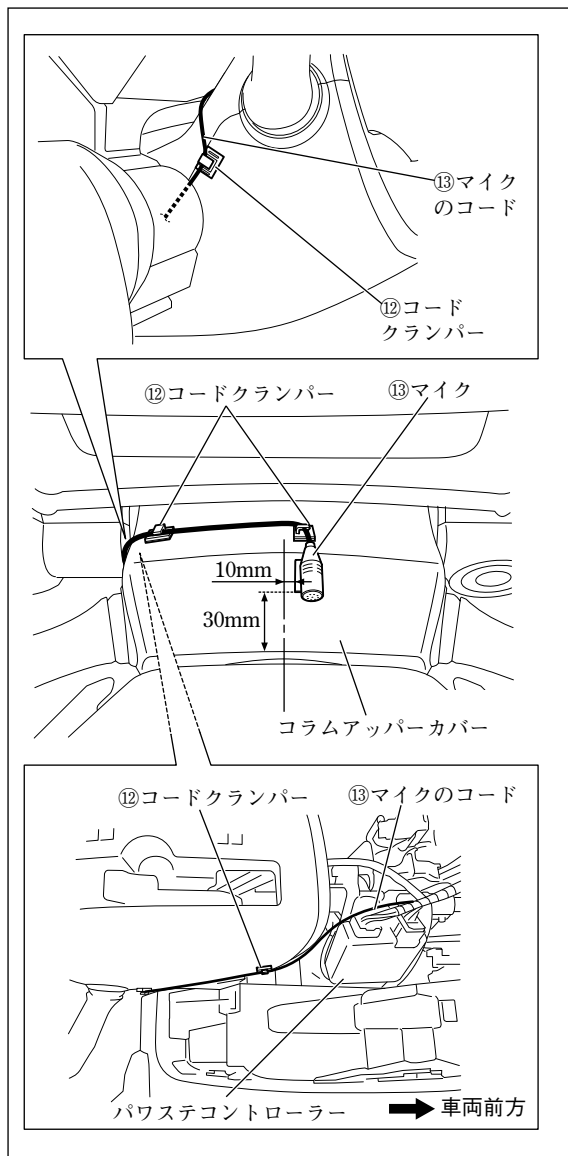 ⑬マイク
のコード
⑫コード
クランパー
⑫コードクランパー
⑬マイク
10mm
30mm
コラムアッパーカバー
⑫コードクランパー
⑬マイクのコード
パワステコントローラー
車両前方